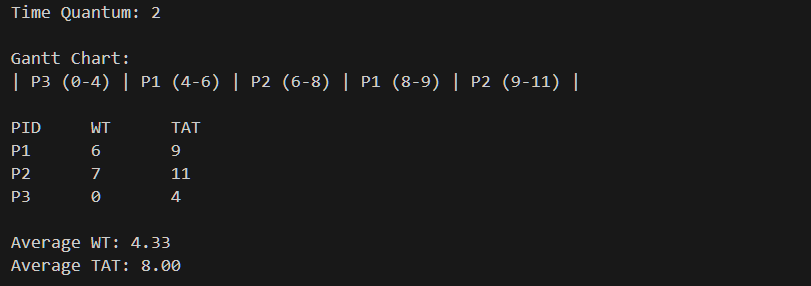 Time Quantum: 2
Gantt Chart:
| P3 (0-4) | P1 (4-6) | P2 (6-8) | P1 (8-9) | P2 (9-11) |
PID WT TAT
P1 6 9
P2 7 11
P3 0 4
Average WT: 4.33
Average TAT: 8.00